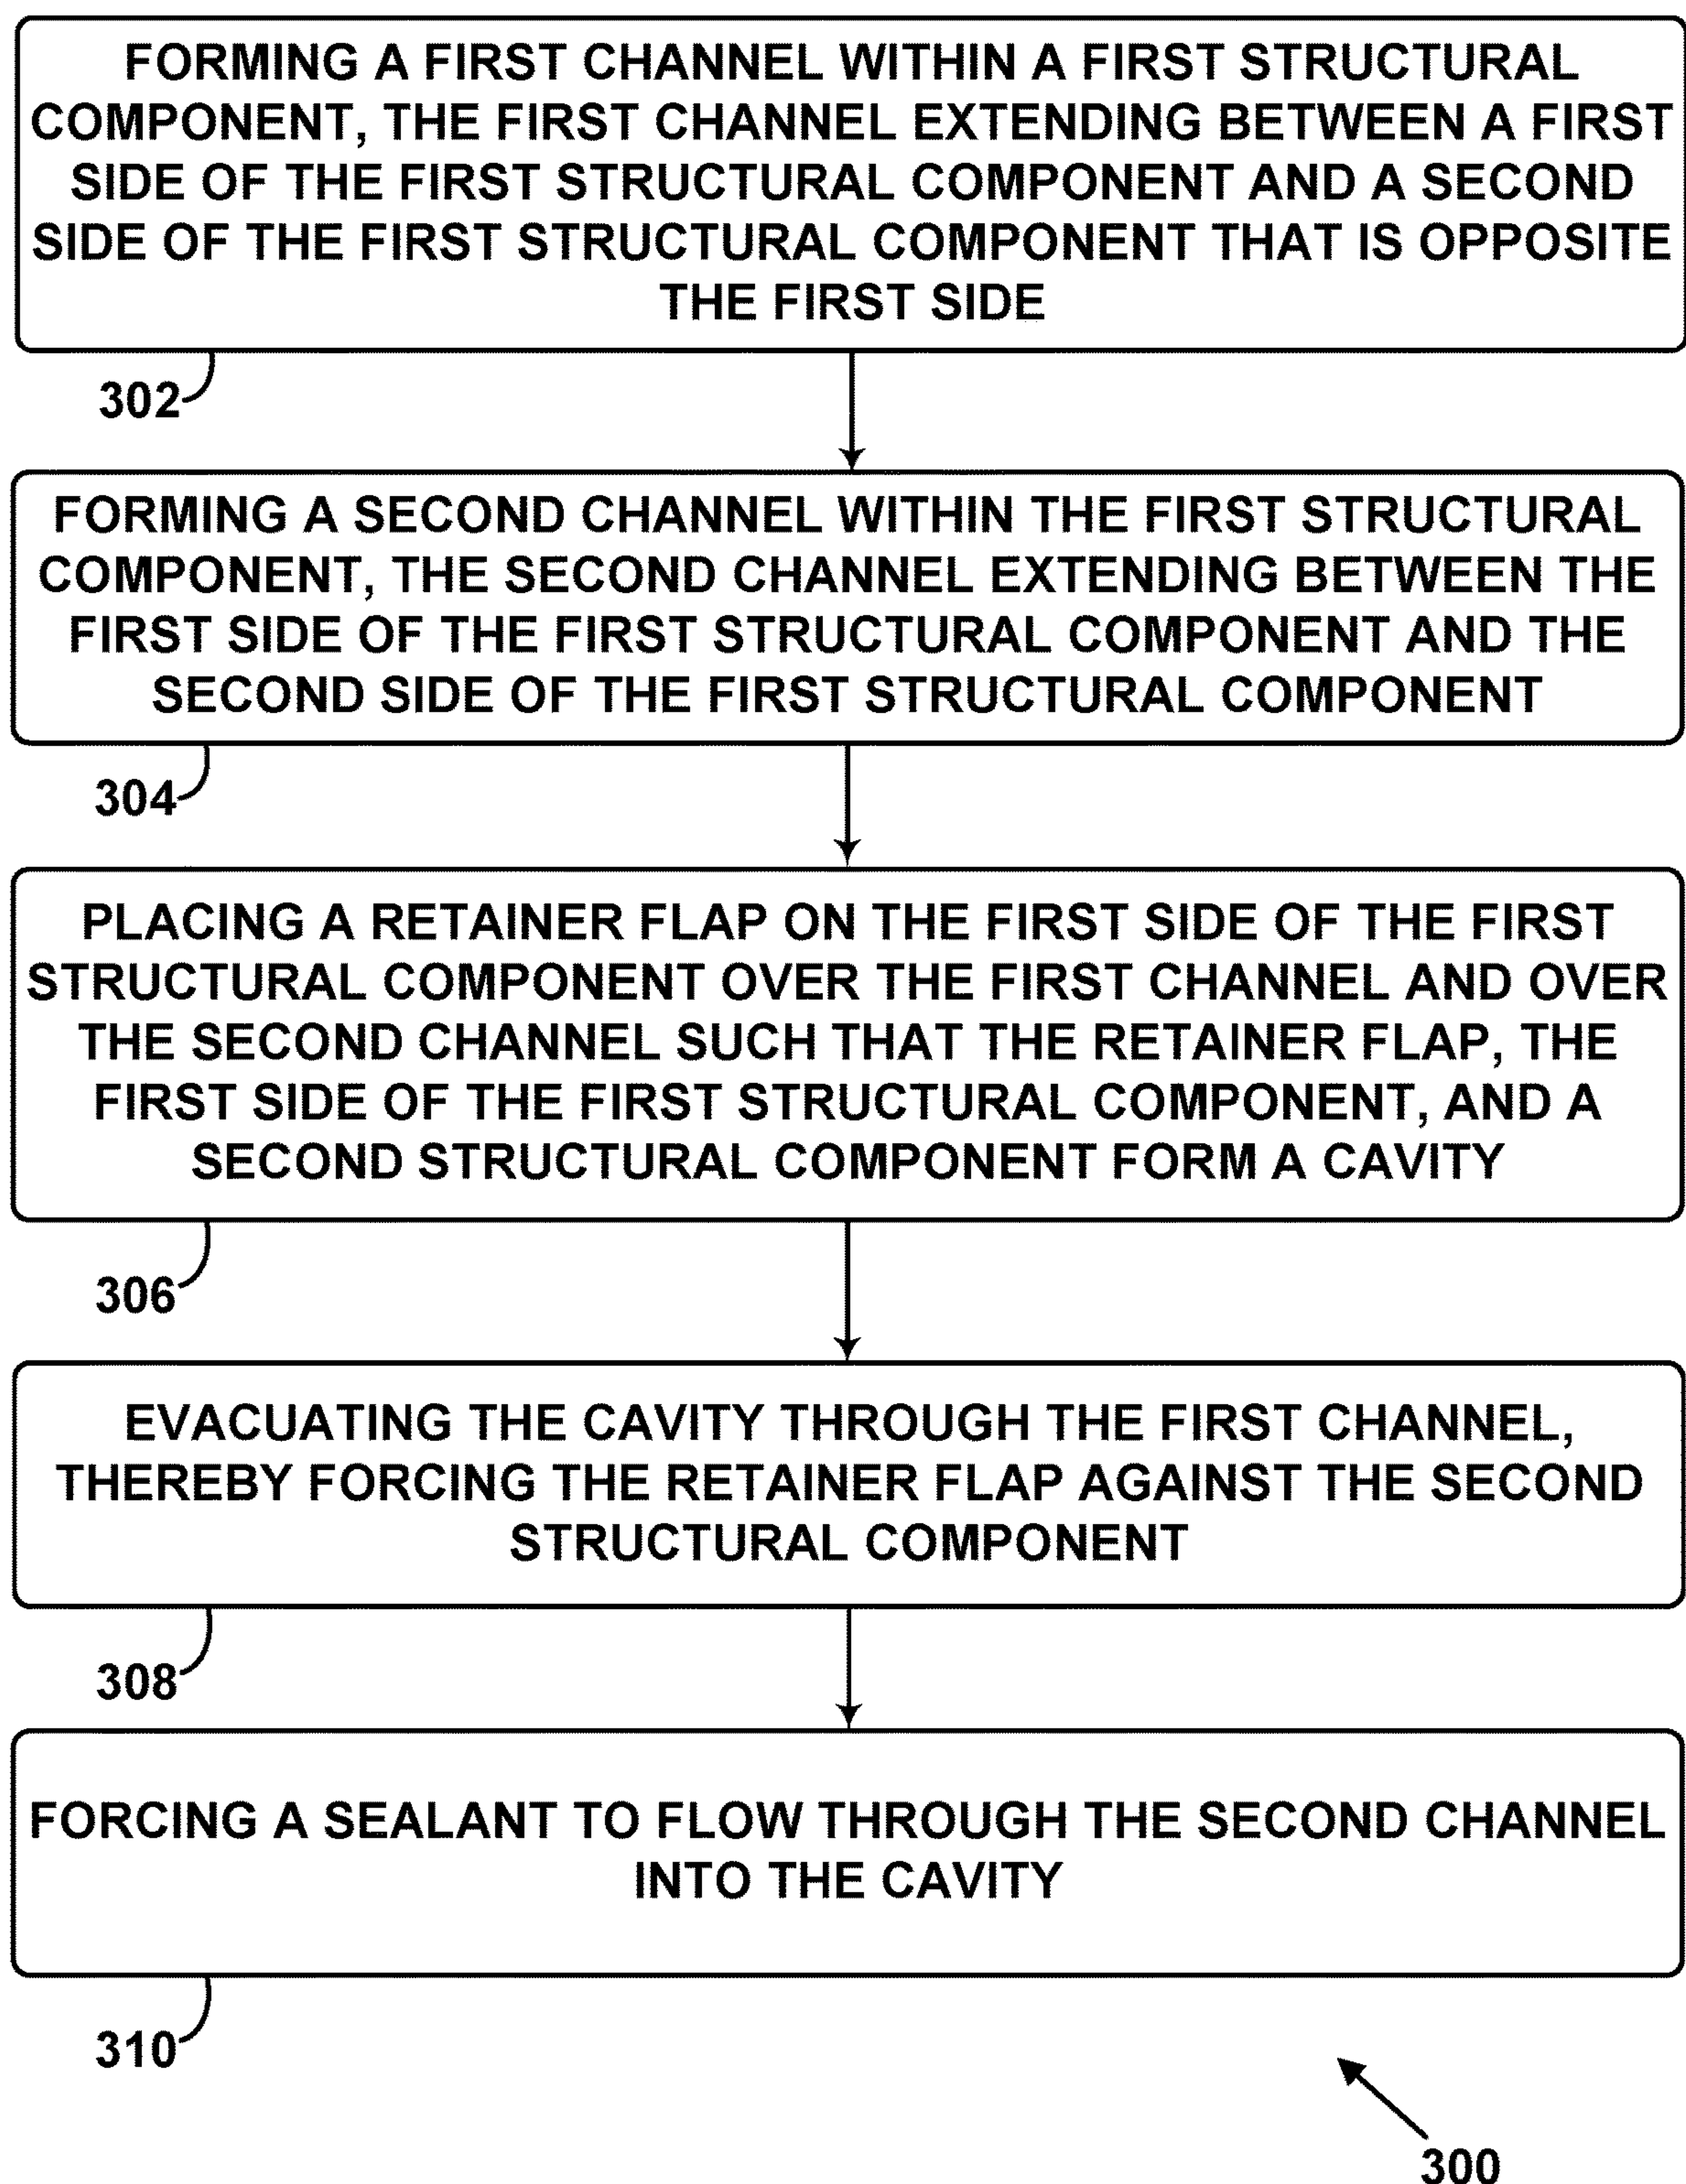 FORMING A FIRST CHANNEL WITHIN A FIRST STRUCTURAL
COMPONENT, THE FIRST CHANNEL EXTENDING BETWEEN A FIRST
SIDE OF THE FIRST STRUCTURAL COMPONENT AND A SECOND
SIDE OF THE FIRST STRUCTURAL COMPONENT THAT IS OPPOSITE
THE FIRST SIDE
302
FORMING A SECOND CHANNEL WITHIN THE FIRST STRUCTURAL
COMPONENT, THE SECOND CHANNEL EXTENDING BETWEEN THE
FIRST SIDE OF THE FIRST STRUCTURAL COMPONENT AND THE
SECOND SIDE OF THE FIRST STRUCTURAL COMPONENT
304
PLACING A RETAINER FLAP ON THE FIRST SIDE OF THE FIRST
STRUCTURAL COMPONENT OVER THE FIRST CHANNEL AND OVER
THE SECOND CHANNEL SUCH THAT THE RETAINER FLAP, THE
FIRST SIDE OF THE FIRST STRUCTURAL COMPONENT, AND A
SECOND STRUCTURAL COMPONENT FORM A CAVITY
306
EVACUATING THE CAVITY THROUGH THE FIRST CHANNEL,
THEREBY FORCING THE RETAINER FLAP AGAINST THE SECOND
STRUCTURAL COMPONENT
308
FORCING A SEALANT TO FLOW THROUGH THE SECOND CHANNEL
INTO THE CAVITY
310
300